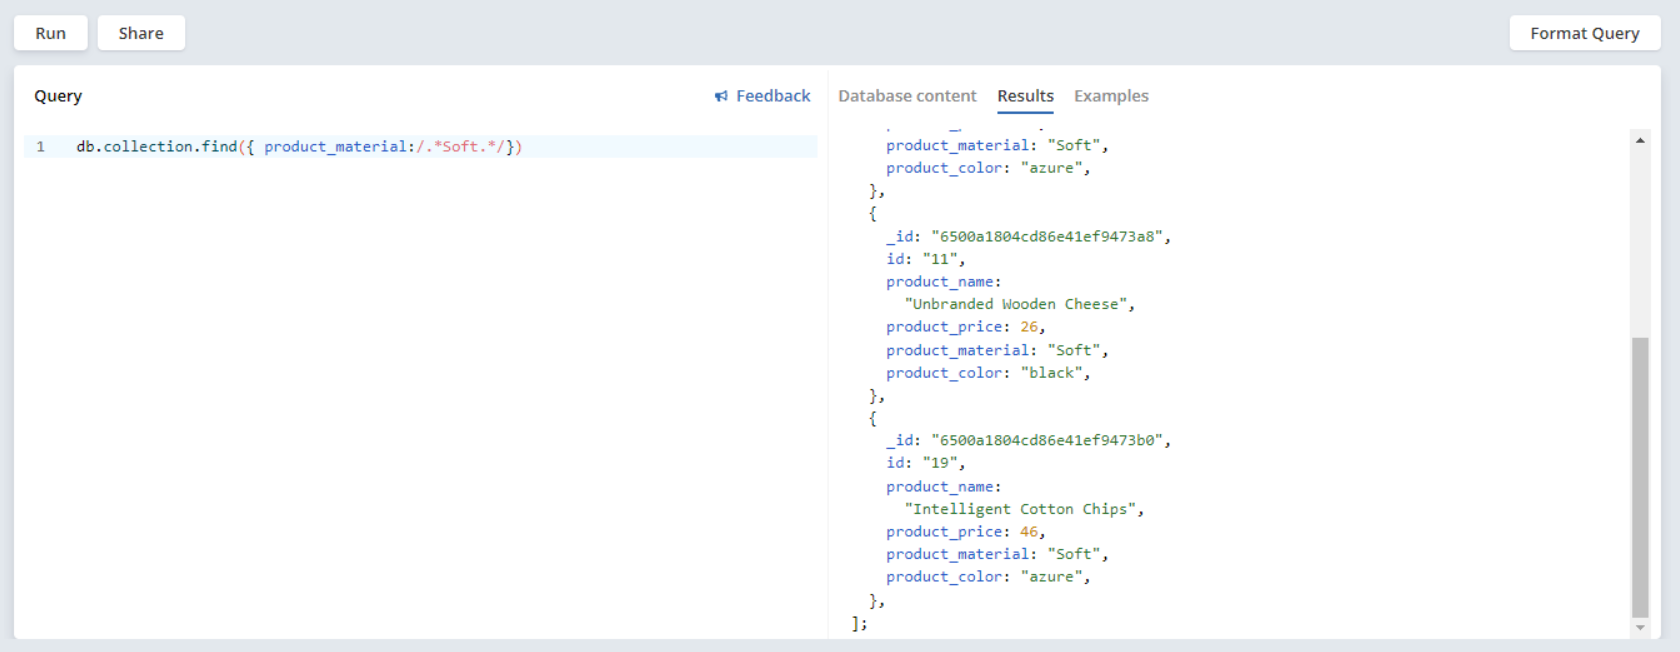 Run Share Format Query
Query Feedback Database content Results Examples
1 db.collection.find({ product_material:/.*Soft.*/})
product_material: "Soft",
product_color: "azure",
},
{
_id: "6500a1804cd86e41ef9473a8",
id: "11",
product_name:
"Unbranded Wooden Cheese",
product_price: 26,
product_material: "Soft",
product_color: "black",
},
{
_id: "6500a1804cd86e41ef9473b0",
id: "19",
product_name:
"Intelligent Cotton Chips",
product_price: 46,
product_material: "Soft",
product_color: "azure",
},
];